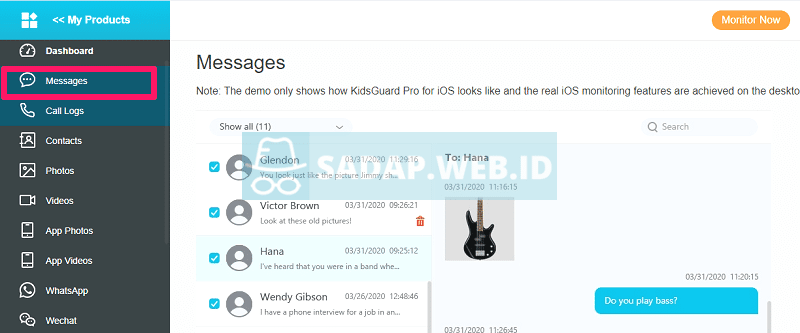 << My Products
Monitor Now
Dashboard
Messages
Call Logs
Contacts
Photos
Videos
App Photos
App Videos
WhatsApp
Wechat
Messages
Note: The demo only shows how KidsGuard Pro for iOS looks like and the real iOS monitoring features are achieved on the deskto
Show all (11)
Search
SADAP.WEB.ID
Glendon 03/31/2020 11:29:16
You look just like the picture Jimmy sh...
Victor Brown 03/31/2020 09:26:21
Look at these old pictures!
Hana 03/31/2020 09:25:12
I've heard that you were in a band whe...
Wendy Gibson 03/26/2020 12:48:46
I have a phone interview for a job in an...
To: Hana
03/31/2020 11:16:15
03/31/2020 11:20:15
Do you play bass?
03/31/2020 11:26:45